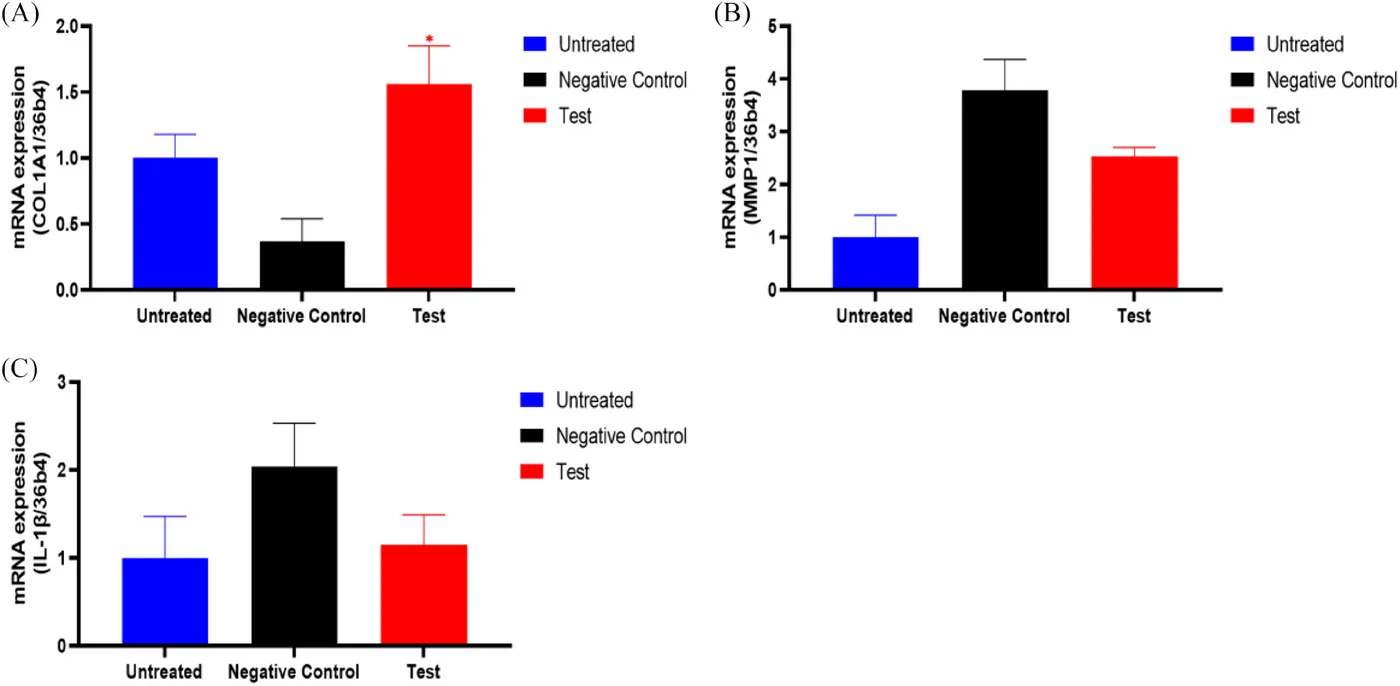 (A)
mRNA expression
(COL1A1/36b4)
2.0
1.5
1.0
0.5
0.0
*
Untreated
Negative Control
Test
Untreated
Negative Control
Test
(B)
mRNA expression
(MMP1/36b4)
5
4
3
2
1
0
Untreated
Negative Control
Test
Untreated
Negative Control
Test
(C)
mRNA expression
(IL-1β/36b4)
3
2
1
0
Untreated
Negative Control
Test
Untreated
Negative Control
Test